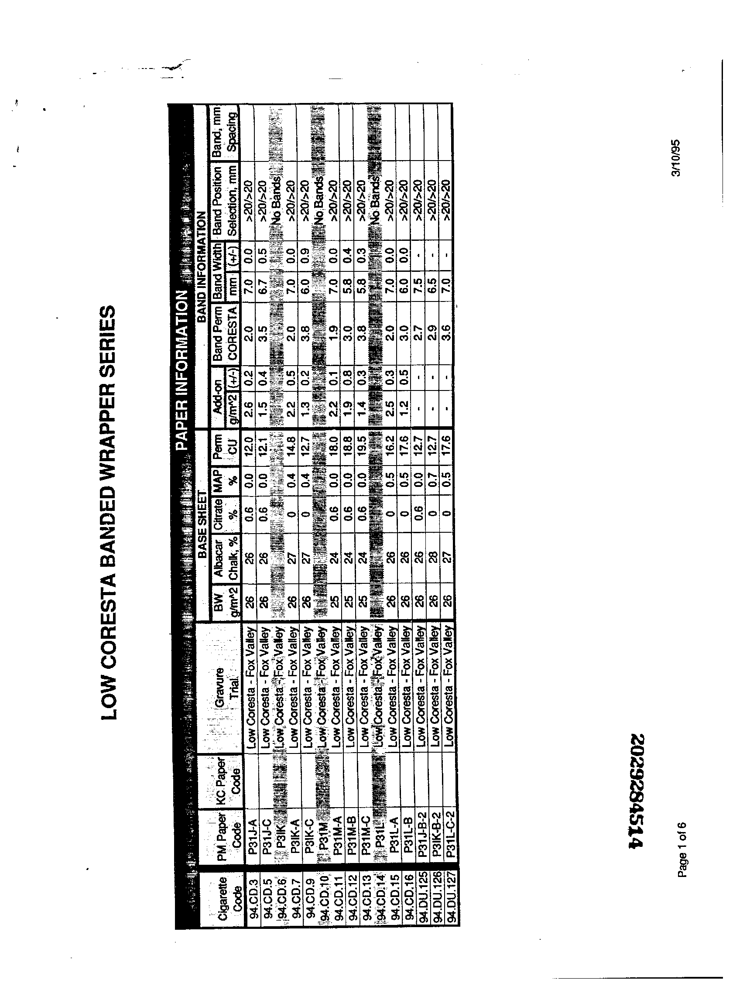 LOW CORESTA BANDED WRAPPER SERIES
PAPER INFORMATION
BASE SHEET BAND INFORMATION
Cigarette PM Paper KC Paper Gravure BW Albacar Citrate MAP Perm Add-on Band Perm Band Width Band Position Band, mm
Code Code Code Trial g/m^2 Chalk, % % % CU g/m^2 (+/-) CORESTA mm (+/-) Selection, mm Spacing
94.CD.3 P31J-A Low Coresta - Fox Valley 26 26 0.6 0.0 12.0 2.6 0.2 2.0 7.0 0.0 >20/>20
94.CD.5 P31J-C Low Coresta - Fox Valley 26 26 0.6 0.0 12.1 1.5 0.4 3.5 6.7 0.5 >20/>20
94.CD.6 P3IK Low Coresta - Fox Valley No Bands
94.CD.7 P3IK-A Low Coresta - Fox Valley 26 27 0 0.4 14.8 2.2 0.5 2.0 7.0 0.0 >20/>20
94.CD.9 P3IK-C Low Coresta - Fox Valley 26 27 0 0.4 12.7 1.3 0.2 3.8 6.0 0.9 >20/>20
94.CD.10 P31M Low Coresta - Fox Valley No Bands
94.CD.11 P31M-A Low Coresta - Fox Valley 25 24 0.6 0.0 18.0 2.2 0.1 1.9 7.0 0.0 >20/>20
94.CD.12 P31M-B Low Coresta - Fox Valley 25 24 0.6 0.0 18.8 1.9 0.8 3.0 5.8 0.4 >20/>20
94.CD.13 P31M-C Low Coresta - Fox Valley 25 24 0.6 0.0 19.5 1.4 0.3 3.8 5.8 0.3 >20/>20
94.CD.14 P31L Low Coresta - Fox Valley No Bands
94.CD.15 P31L-A Low Coresta - Fox Valley 26 26 0 0.5 16.2 2.5 0.3 2.0 7.0 0.0 >20/>20
94.CD.16 P31L-B Low Coresta - Fox Valley 26 26 0 0.5 17.6 1.2 0.5 3.0 6.0 0.0 >20/>20
94.DU.125 P31J-B-2 Low Coresta - Fox Valley 26 26 0.6 0.0 12.7 - - 2.7 7.5 - >20/>20
94.DU.126 P3IK-B-2 Low Coresta - Fox Valley 26 28 0 0.7 12.7 - - 2.9 6.5 - >20/>20
94.DU.127 P31L-C-2 Low Coresta - Fox Valley 26 27 0 0.5 17.6 - - 3.6 7.0 - >20/>20
2029284514
Page 1 of 6
3/10/95